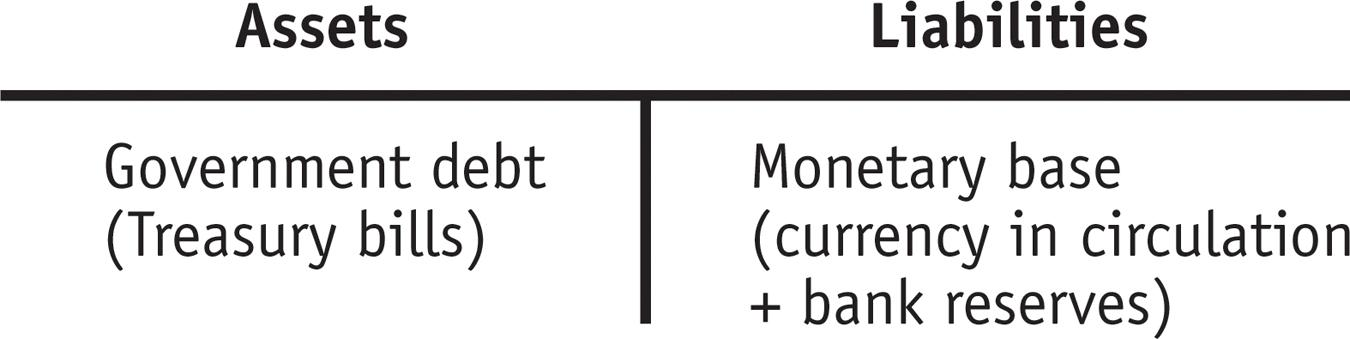 Assets
Liabilities
Government debt
(Treasury bills)
Monetary base
(currency in circulation
+ bank reserves)